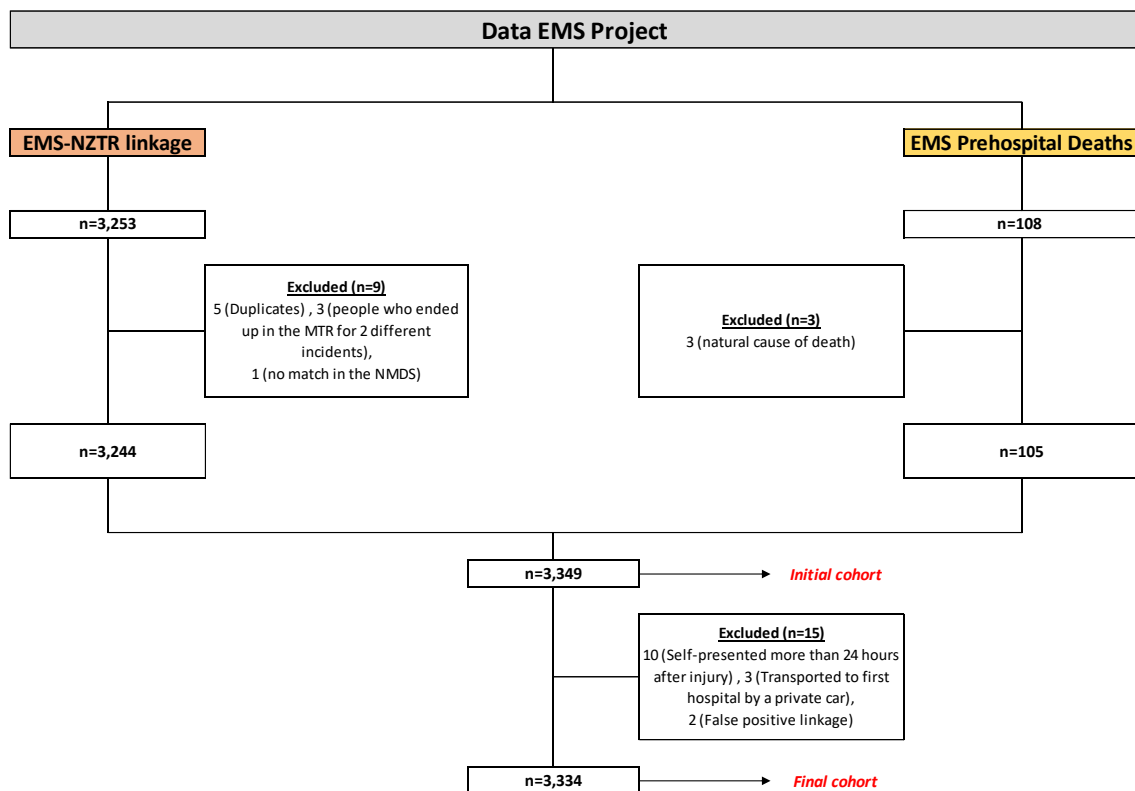 Data EMS Project
EMS-NZTR linkage
EMS Prehospital Deaths
n=3,253
n=108
Excluded (n=9)
5 (Duplicates) , 3 (people who ended
up in the MTR for 2 different
incidents),
1 (no match in the NMDS)
Excluded (n=3)
3 (natural cause of death)
n=3,244
n=105
n=3,349
Initial cohort
Excluded (n=15)
10 (Self-presented more than 24 hours
after injury) , 3 (Transported to first
hospital by a private car),
2 (False positive linkage)
n=3,334
Final cohort